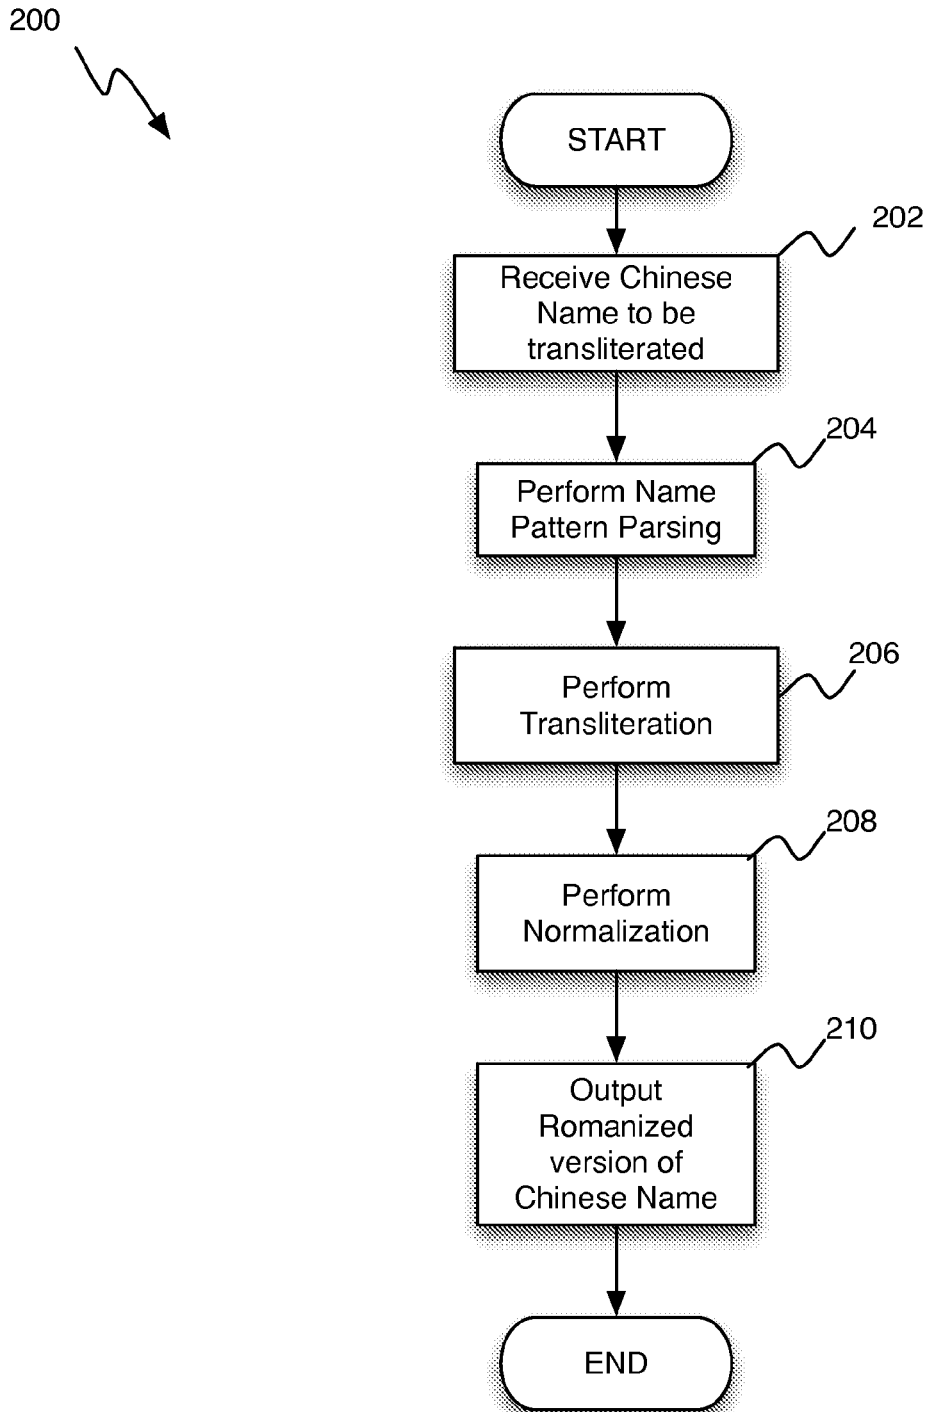 200
START
202
Receive Chinese
Name to be
transliterated
204
Perform Name
Pattern Parsing
206
Perform
Transliteration
208
Perform
Normalization
210
Output
Romanized
version of
Chinese Name
END